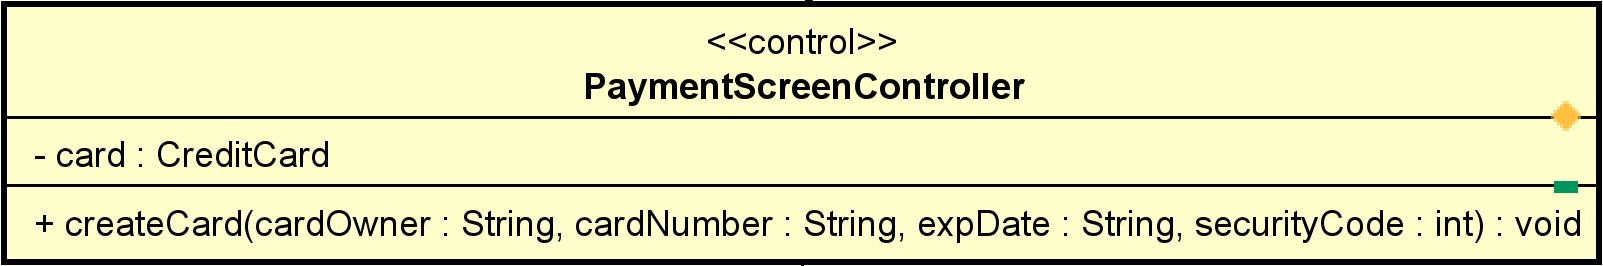 <<control>>
PaymentScreenController
- card : CreditCard
+ createCard(cardOwner : String, cardNumber : String, expDate : String, securityCode : int) : void